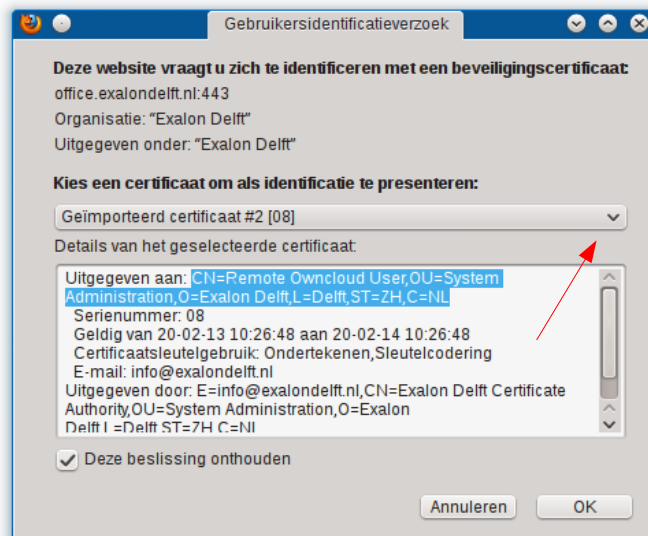 Gebruikersidentificatieverzoek
Deze website vraagt u zich te identificeren met een beveiligingscertificaat:
office.exalondelft.nl:443
Organisatie: “Exalon Delft”
Uitgegeven onder: “Exalon Delft”
Kies een certificaat om als identificatie te presenteren:
Geïmporteerd certificaat #2 [08]
Details van het geselecteerde certificaat:
Uitgegeven aan: CN=Remote Owncloud User,OU=System
Administration,O=Exalon Delft,L=Delft,ST=ZH,C=NL
Serienummer: 08
Geldig van 20-02-13 10:26:48 aan 20-02-14 10:26:48
Certificaatsleutelgebruik: Ondertekenen,Sleutelcodering
E-mail: info@exalondelft.nl
Uitgegeven door: E=info@exalondelft.nl,CN=Exalon Delft Certificate
Authority,OU=System Administration,O=Exalon
Delft,L=Delft,ST=ZH,C=NL
Deze beslissing onthouden
Annuleren
OK